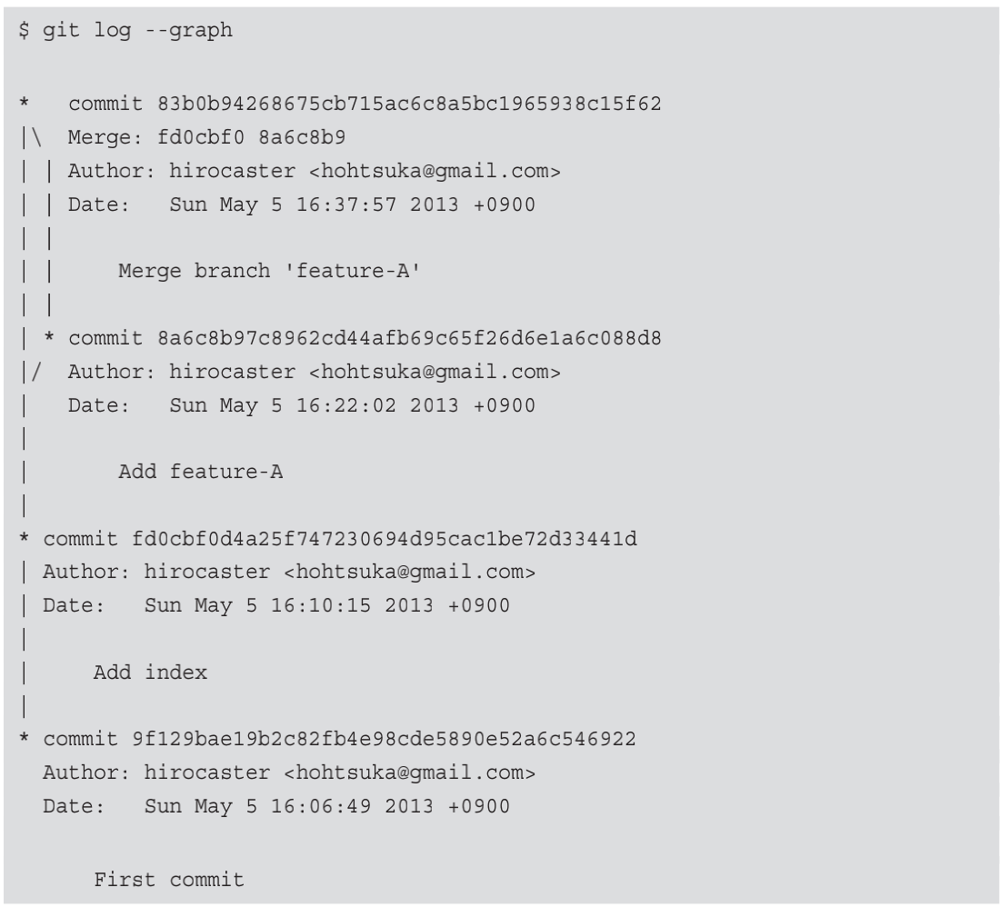 $ git log --graph

*   commit 83b0b94268675cb715ac6c8a5bc1965938c15f62
|\  Merge: fd0cbf0 8a6c8b9
| | Author: hirocaster <hohtsuka@gmail.com>
| | Date:   Sun May 5 16:37:57 2013 +0900
| |
| |     Merge branch 'feature-A'
| |
| * commit 8a6c8b97c8962cd44afb69c65f26d6e1a6c088d8
|/  Author: hirocaster <hohtsuka@gmail.com>
|   Date:   Sun May 5 16:22:02 2013 +0900
|
|       Add feature-A
|
* commit fd0cbf0d4a25f747230694d95cac1be72d33441d
| Author: hirocaster <hohtsuka@gmail.com>
| Date:   Sun May 5 16:10:15 2013 +0900
|
|     Add index
|
* commit 9f129bae19b2c82fb4e98cde5890e52a6c546922
  Author: hirocaster <hohtsuka@gmail.com>
  Date:   Sun May 5 16:06:49 2013 +0900

      First commit